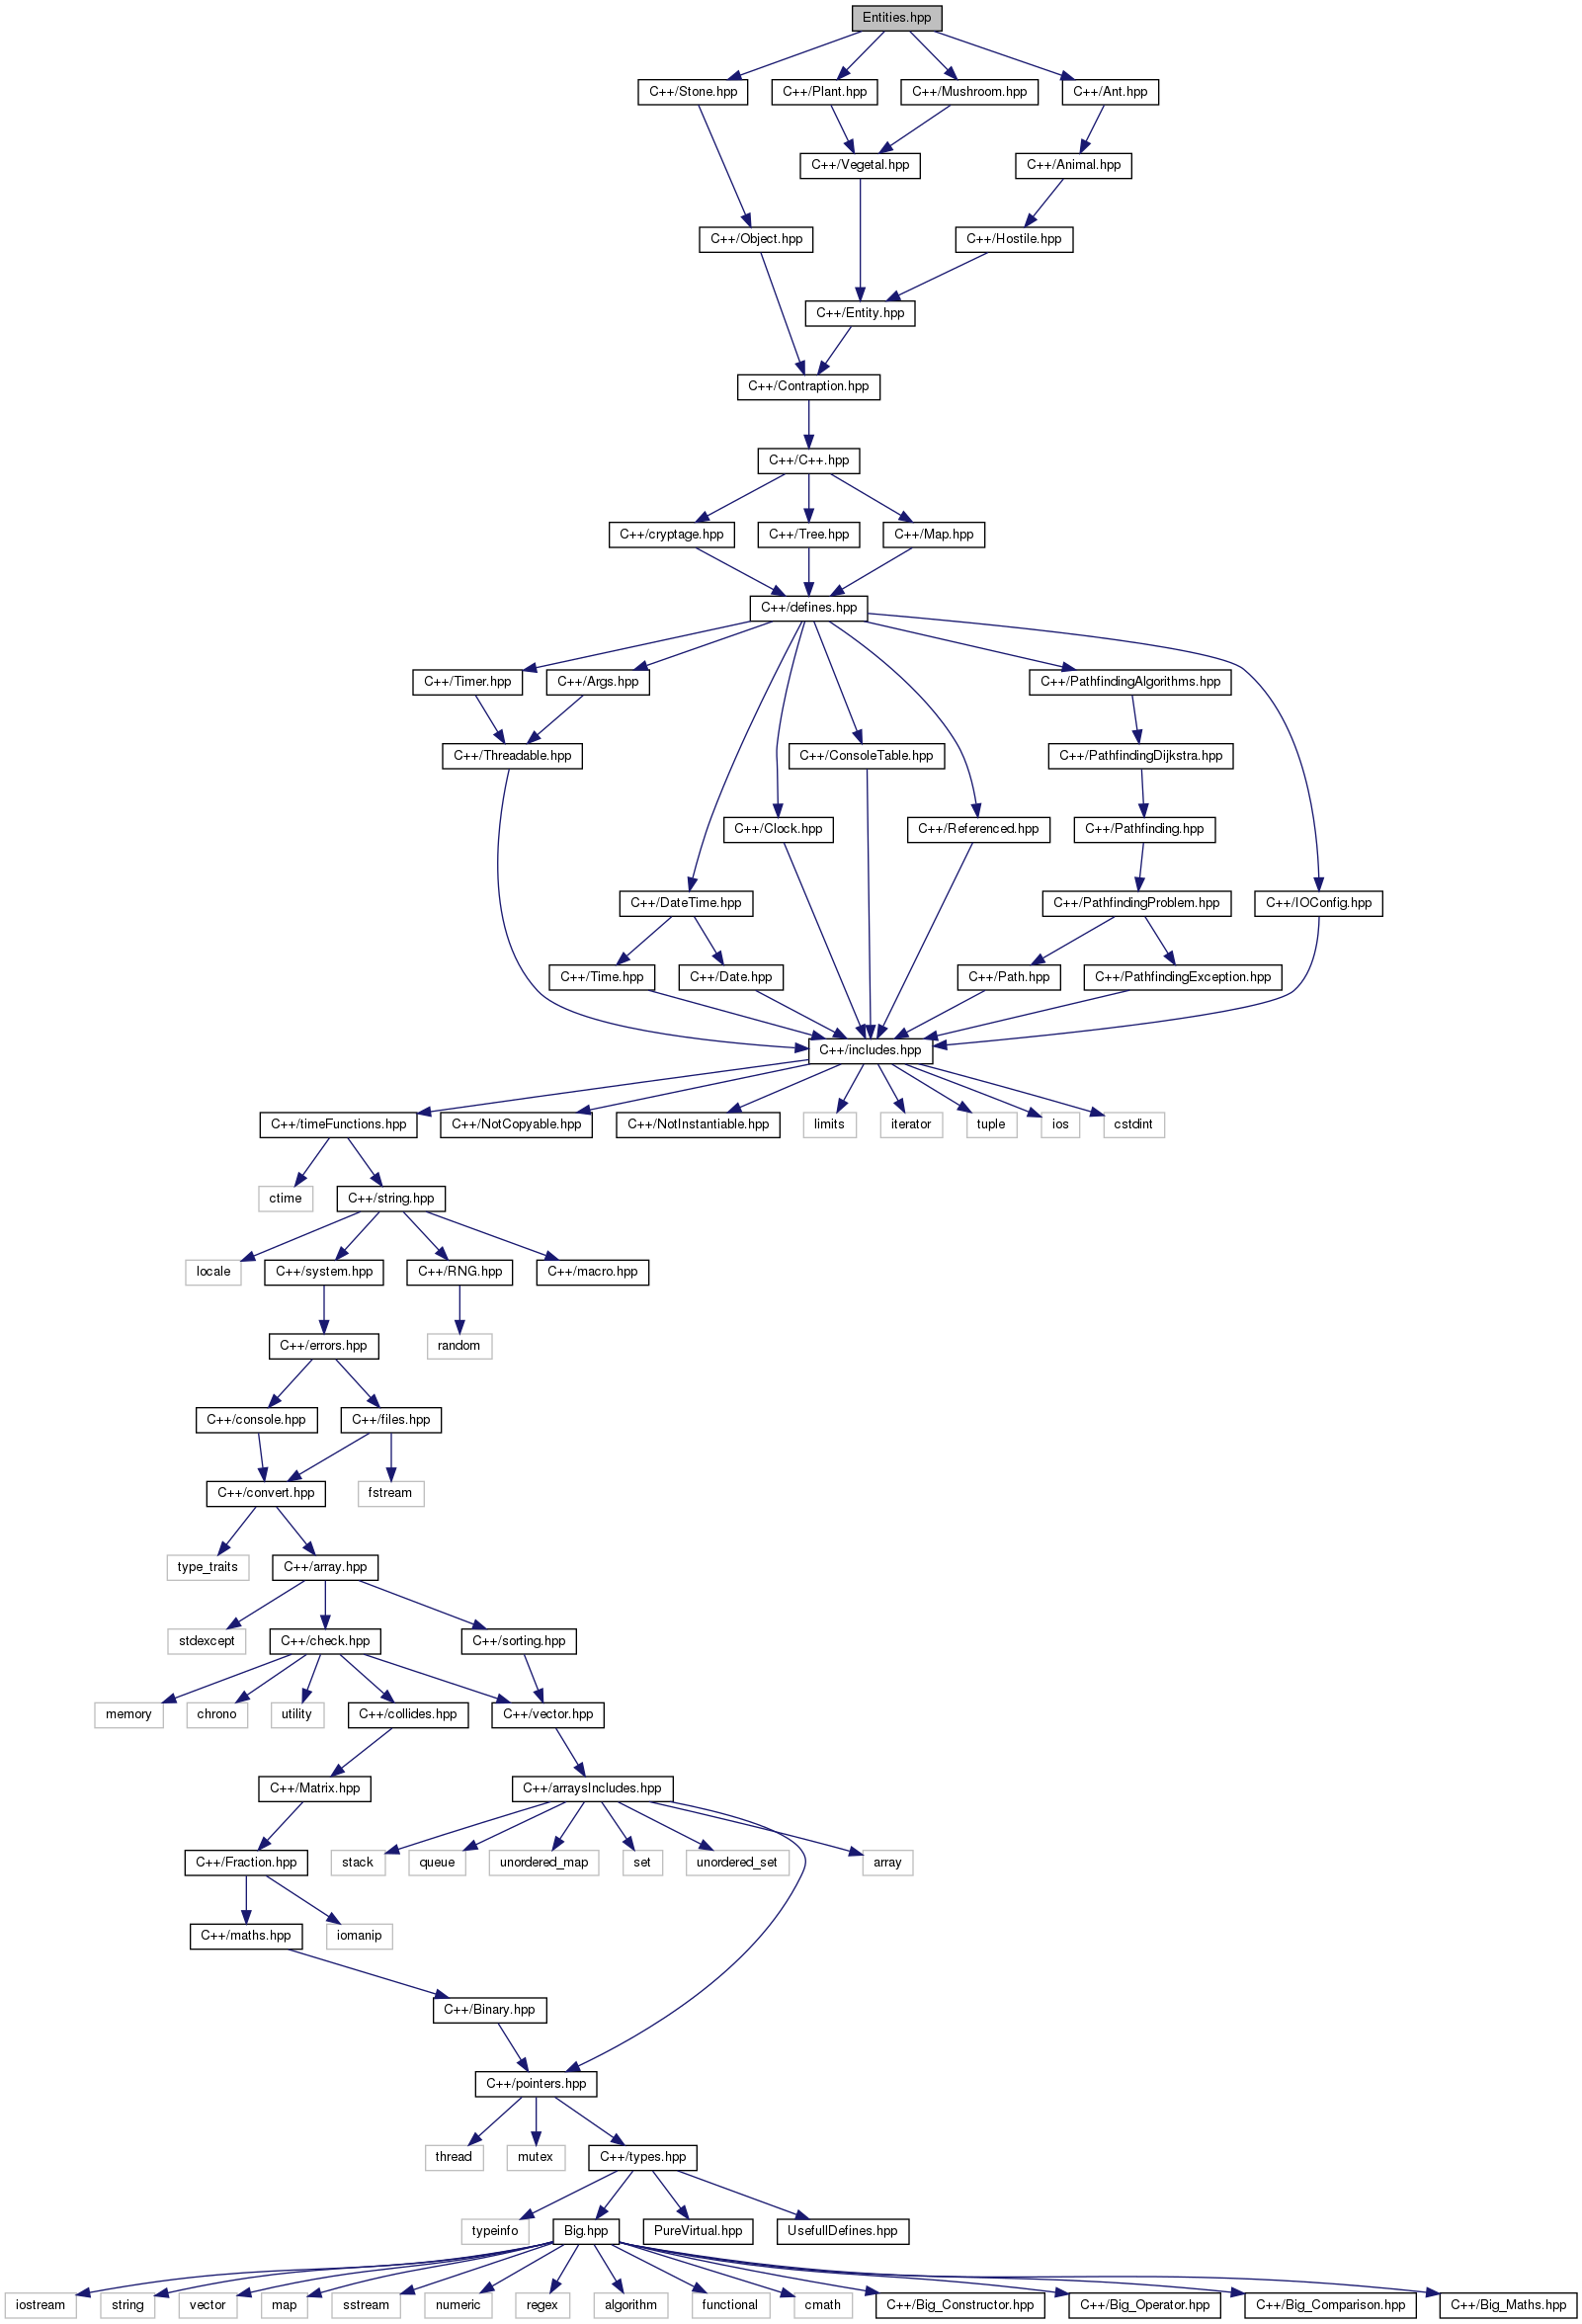 Entities.hpp
C++/Stone.hpp
C++/Plant.hpp
C++/Mushroom.hpp
C++/Ant.hpp
C++/Vegetal.hpp
C++/Animal.hpp
C++/Object.hpp
C++/Hostile.hpp
C++/Entity.hpp
C++/Contraption.hpp
C++/C++.hpp
C++/cryptage.hpp
C++/Tree.hpp
C++/Map.hpp
C++/defines.hpp
C++/Timer.hpp
C++/Args.hpp
C++/PathfindingAlgorithms.hpp
C++/Threadable.hpp
C++/ConsoleTable.hpp
C++/PathfindingDijkstra.hpp
C++/Clock.hpp
C++/Referenced.hpp
C++/Pathfinding.hpp
C++/DateTime.hpp
C++/PathfindingProblem.hpp
C++/IOConfig.hpp
C++/Time.hpp
C++/Date.hpp
C++/Path.hpp
C++/PathfindingException.hpp
C++/includes.hpp
C++/timeFunctions.hpp
C++/NotCopyable.hpp
C++/NotInstantiable.hpp
limits
iterator
tuple
ios
cstdint
ctime
C++/string.hpp
locale
C++/system.hpp
C++/RNG.hpp
C++/macro.hpp
C++/errors.hpp
random
C++/console.hpp
C++/files.hpp
C++/convert.hpp
fstream
type_traits
C++/array.hpp
stdexcept
C++/check.hpp
C++/sorting.hpp
memory
chrono
utility
C++/collides.hpp
C++/vector.hpp
C++/Matrix.hpp
C++/arraysIncludes.hpp
C++/Fraction.hpp
stack
queue
unordered_map
set
unordered_set
array
C++/maths.hpp
iomanip
C++/Binary.hpp
C++/pointers.hpp
thread
mutex
C++/types.hpp
typeinfo
Big.hpp
PureVirtual.hpp
UsefullDefines.hpp
iostream
string
vector
map
sstream
numeric
regex
algorithm
functional
cmath
C++/Big_Constructor.hpp
C++/Big_Operator.hpp
C++/Big_Comparison.hpp
C++/Big_Maths.hpp